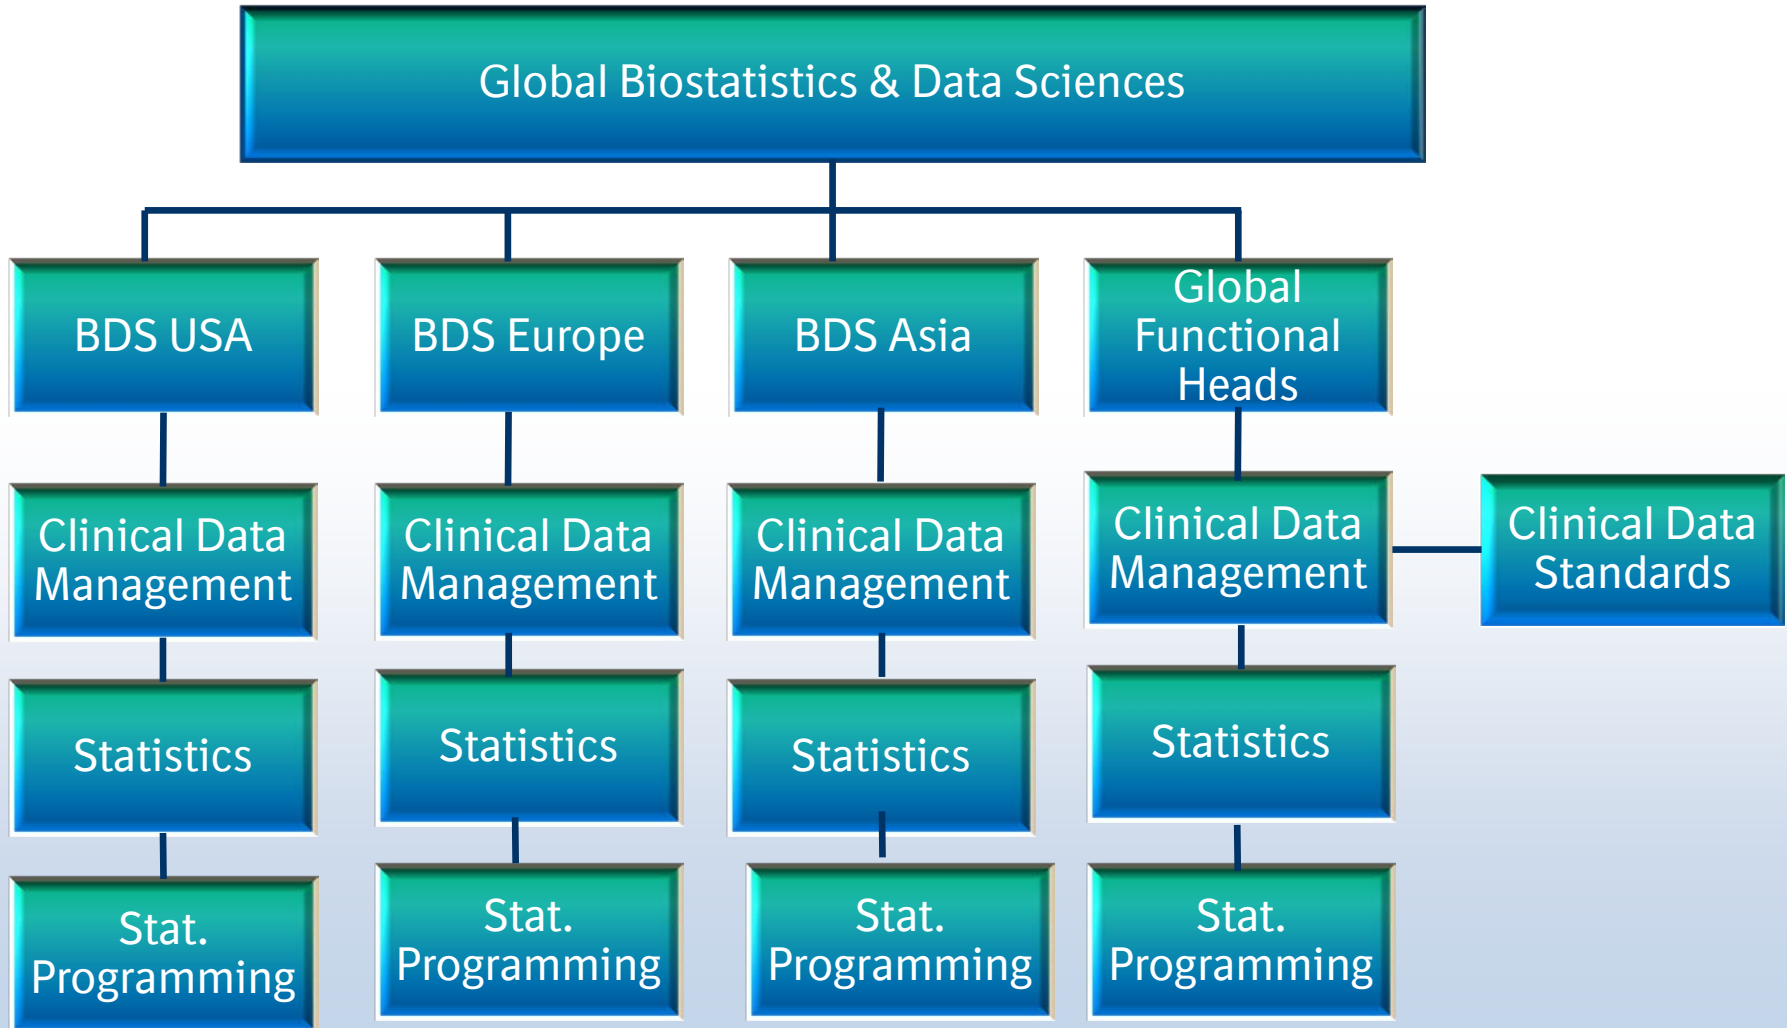 Global Biostatistics & Data Sciences
BDS USA
BDS Europe
BDS Asia
Global
Functional
Heads
Clinical Data
Management
Clinical Data
Management
Clinical Data
Management
Clinical Data
Management
Clinical Data
Standards
Statistics
Statistics
Statistics
Statistics
Stat.
Programming
Stat.
Programming
Stat.
Programming
Stat.
Programming